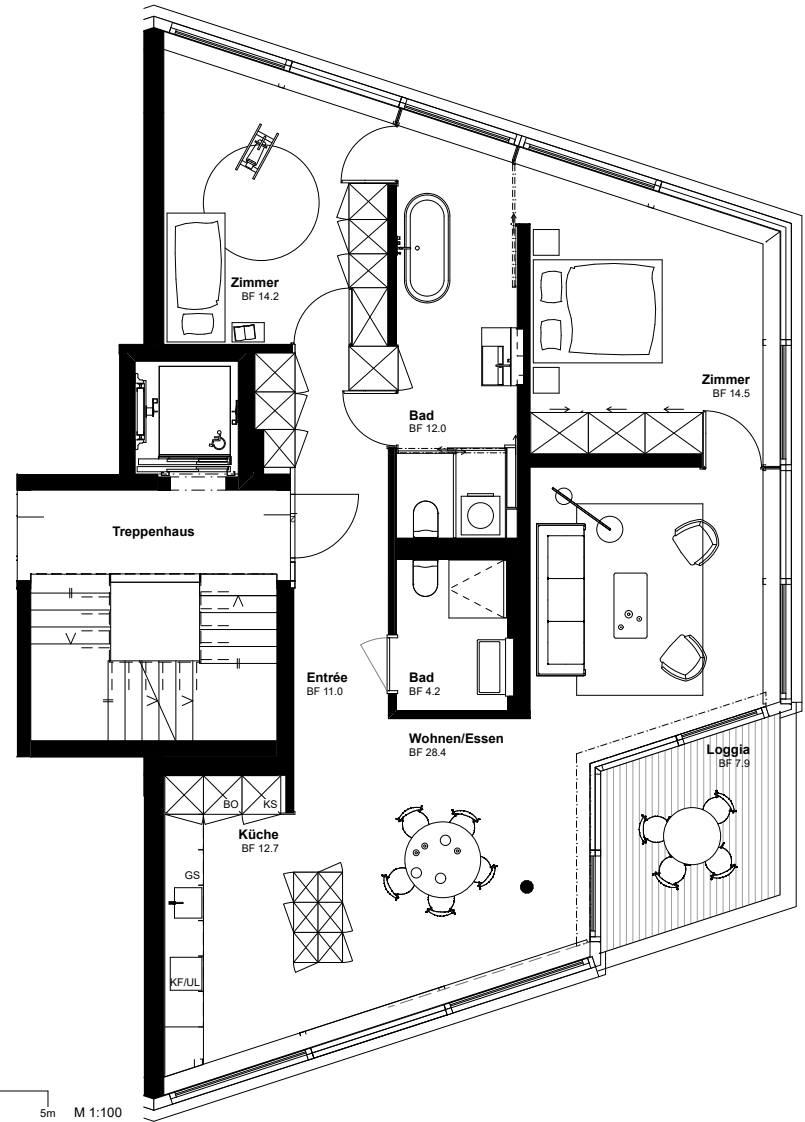 Zimmer
BF 14.2
Zimmer
BF 14.5
Bad
BF 12.0
Treppenhaus
Entrée
BF 11.0
Bad
BF 4.2
Wohnen/Essen
BF 28.4
Loggia
BF 7.9
BO
KS
Küche
BF 12.7
GS
KF/UL
5m
M 1:100